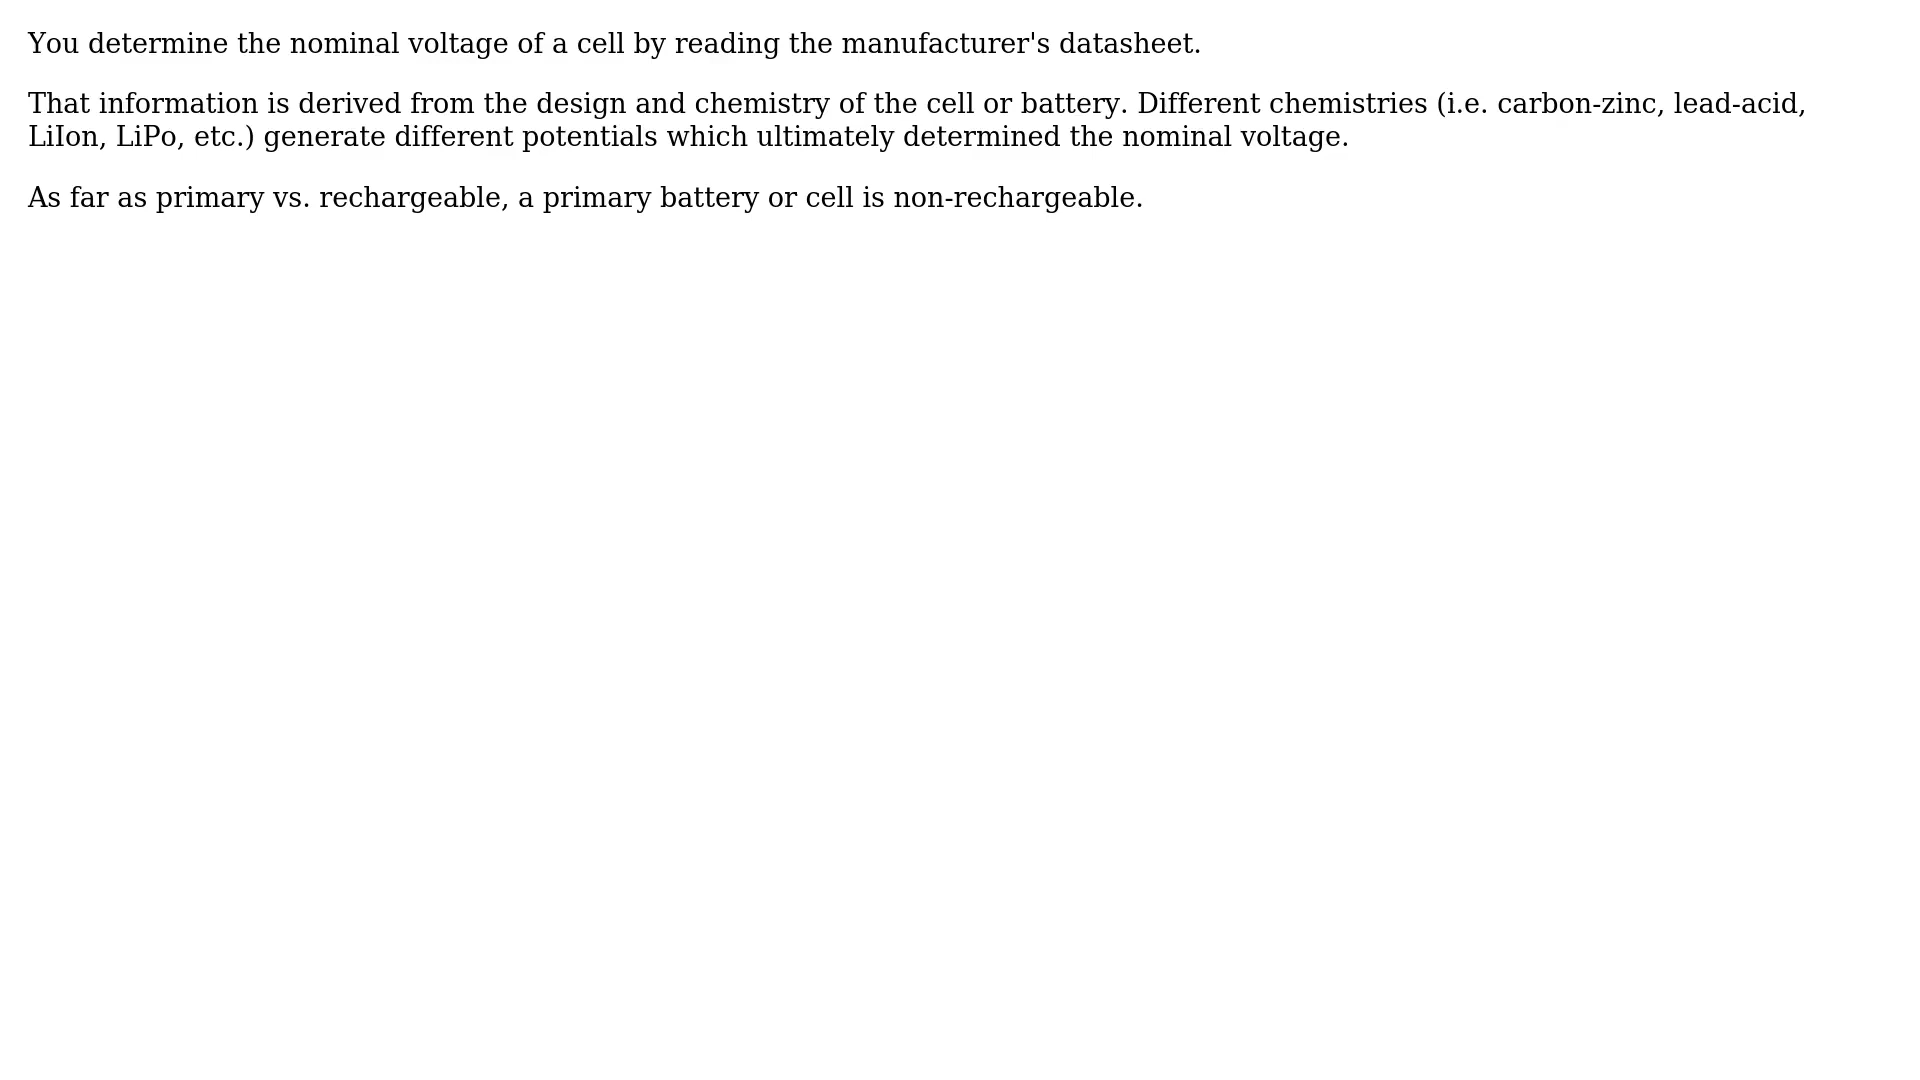 You determine the nominal voltage of a cell by reading the manufacturer's datasheet.
That information is derived from the design and chemistry of the cell or battery. Different chemistries (i.e. carbon-zinc, lead-acid,
LiIon, LiPo, etc.) generate different potentials which ultimately determined the nominal voltage.
As far as primary vs. rechargeable, a primary battery or cell is non-rechargeable.